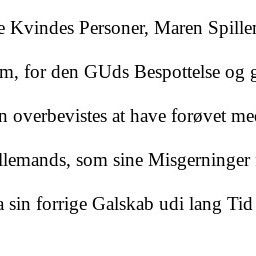 e Kvindes Personer, Maren Spiller
m, for den GUds Bespottelse og g
n overbevistes at have forøvet me
llemands, som sine Misgerninger
a sin forrige Galskab udi lang Tid